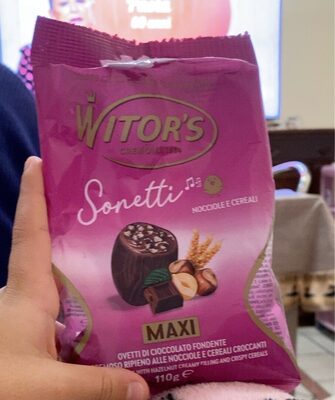 WITOR'S
Sonetti
NOCCIOLE E CEREALI
MAXI
OVETTI DI CIOCCOLATO FONDENTE
RIPIENO ALLE NOCCIOLE E CEREALI CROCCANTI
WITH HAZELNUT CREAMY FILLING AND CRISPY CEREALS
110g e